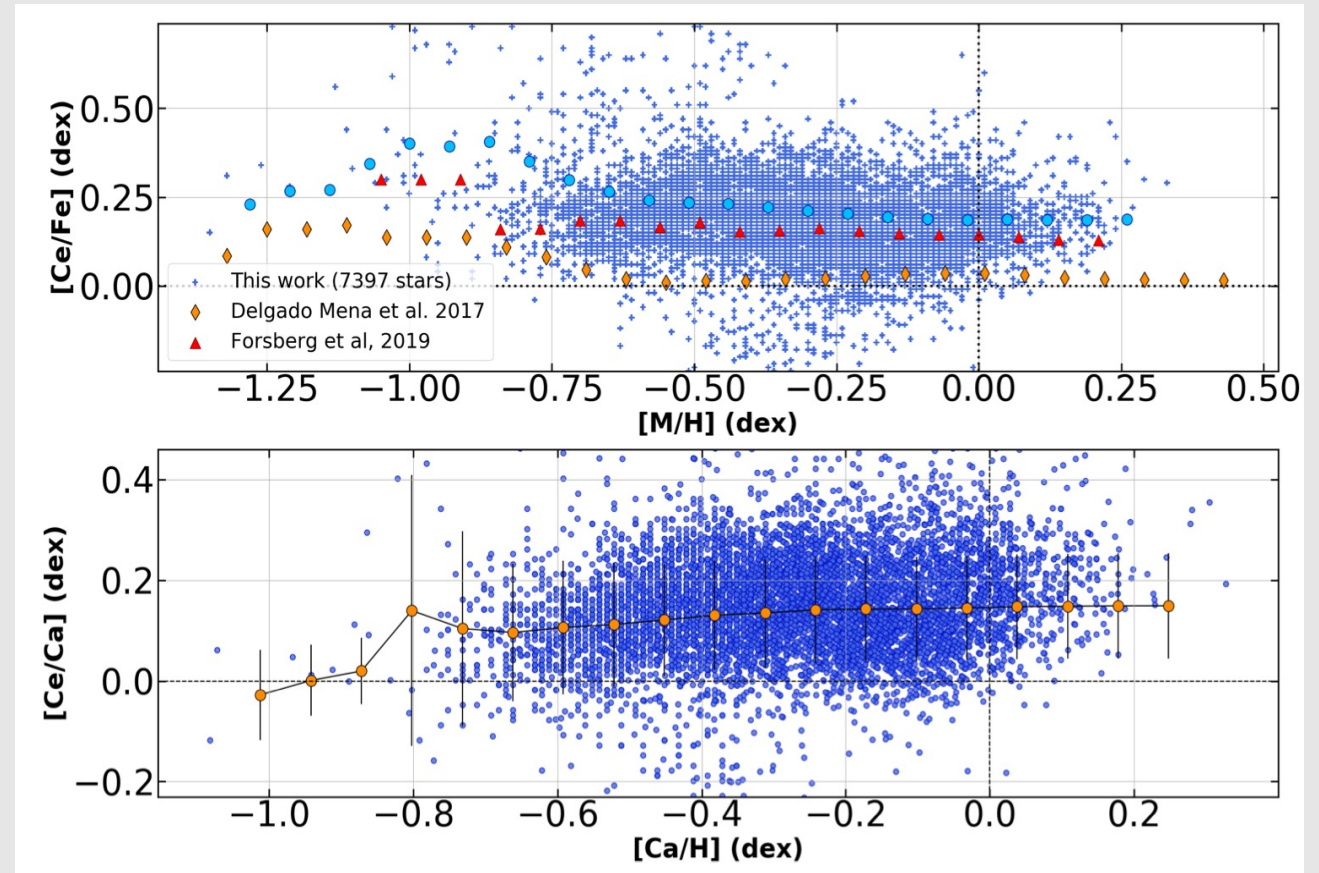 [Ce/Fe] (dex)
0.50
0.25
0.00
This work (7397 stars)
Delgado Mena et al. 2017
Forsberg et al, 2019
−1.25 −1.00 −0.75 −0.50 −0.25 0.00 0.25 0.50
[M/H] (dex)
[Ce/Ca] (dex)
0.4
0.2
0.0
−0.2
−1.0 −0.8 −0.6 −0.4 −0.2 0.0 0.2
[Ca/H] (dex)